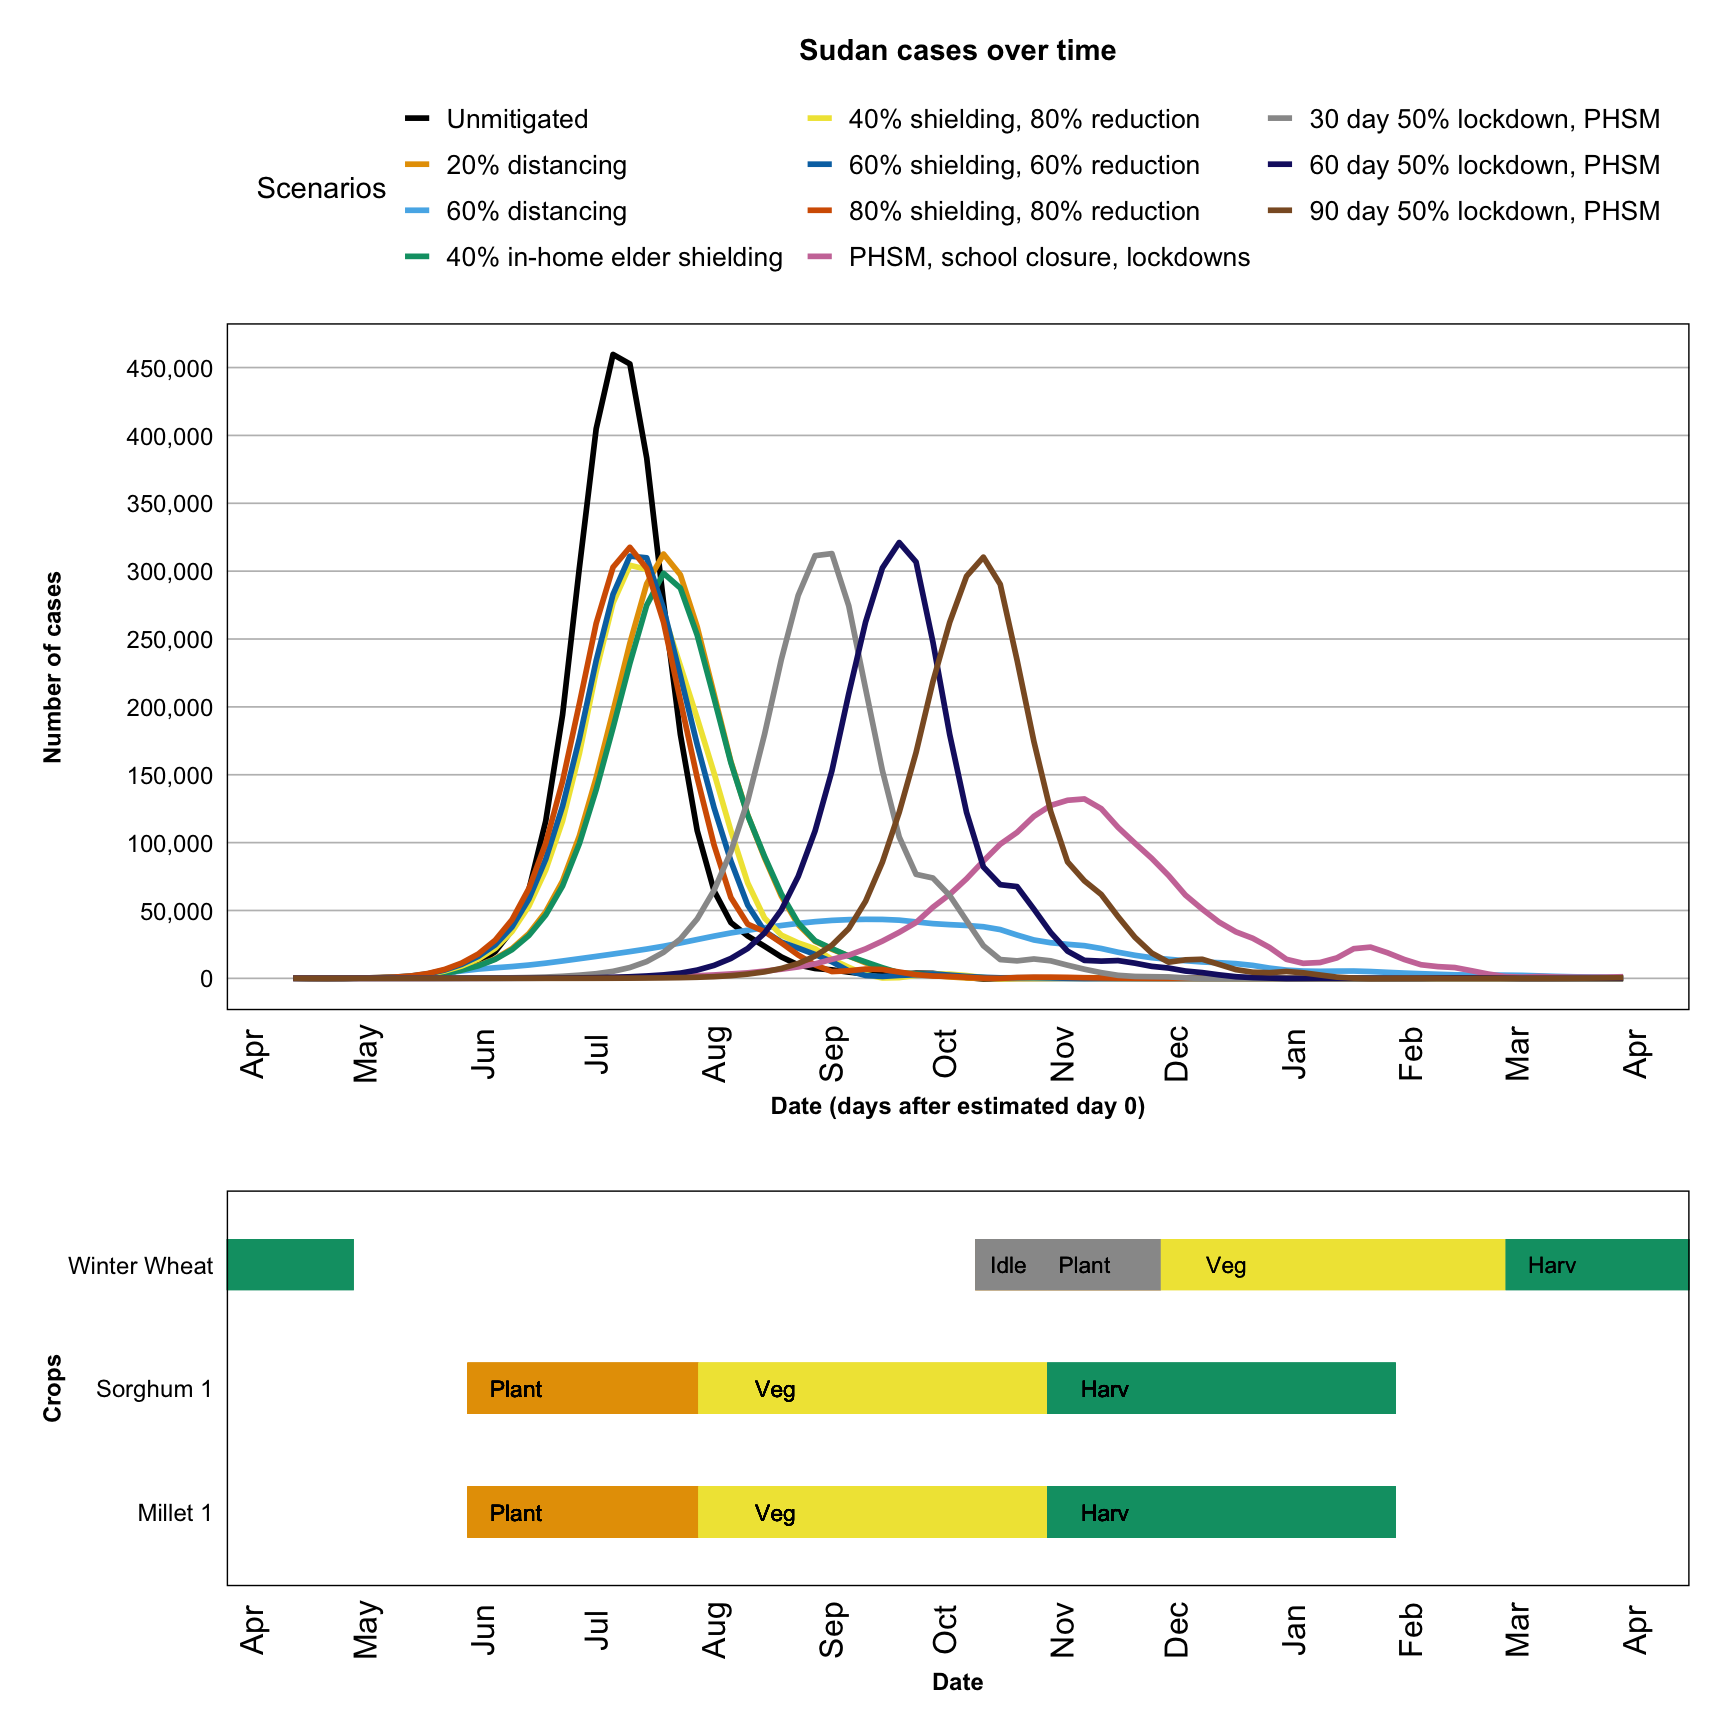 Sudan cases over time
Scenarios
Unmitigated
20% distancing
60% distancing
40% in-home elder shielding
40% shielding, 80% reduction
60% shielding, 60% reduction
80% shielding, 80% reduction
PHSM, school closure, lockdowns
30 day 50% lockdown, PHSM
60 day 50% lockdown, PHSM
90 day 50% lockdown, PHSM
Number of cases
450,000
400,000
350,000
300,000
250,000
200,000
150,000
100,000
50,000
0
Apr May Jun Jul Aug Sep Oct Nov Dec Jan Feb Mar Apr
Date (days after estimated day 0)
Crops
Winter Wheat Idle Plant Veg Harv
Sorghum 1 Plant Veg Harv
Millet 1 Plant Veg Harv
Apr May Jun Jul Aug Sep Oct Nov Dec Jan Feb Mar Apr
Date